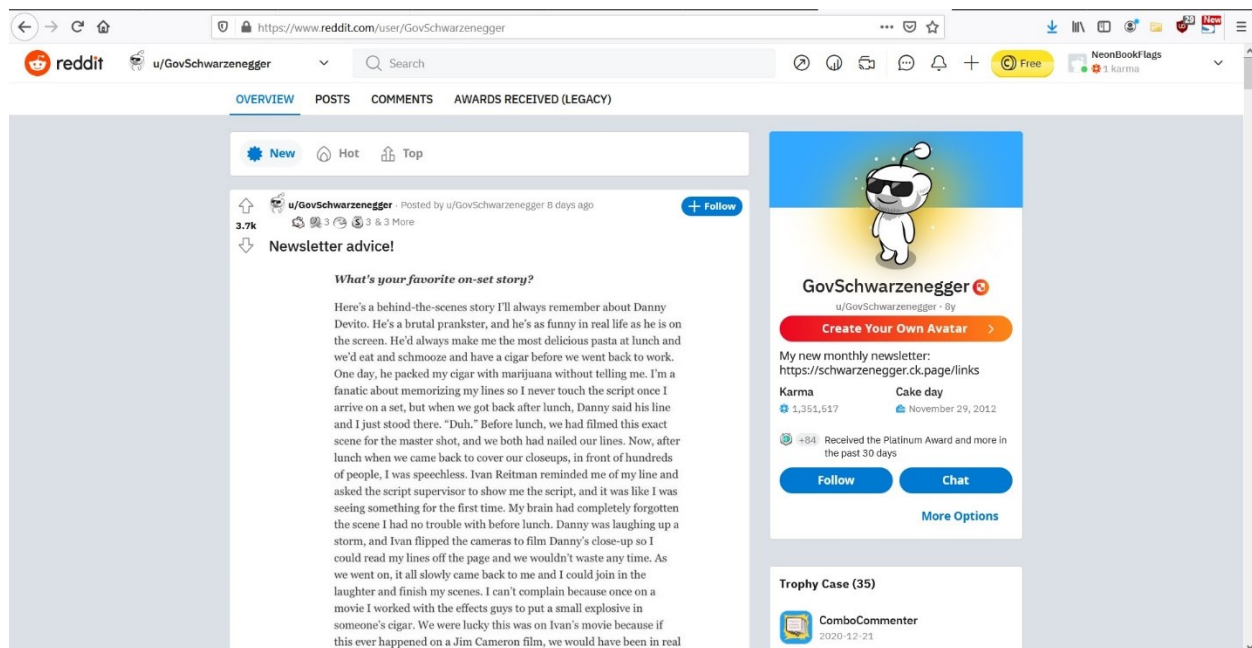 https://www.reddit.com/user/GovSchwarzenegger
29
New
reddit
u/GovSchwarzenegger
Search
Free
NeonBookFlags
1 karma
OVERVIEW POSTS COMMENTS AWARDS RECEIVED (LEGACY)
New Hot Top
u/GovSchwarzenegger · Posted by u/GovSchwarzenegger 8 days ago
+ Follow
3 S 3 & 3 More
3.7k
Newsletter advice!
What's your favorite on-set story?
Here's a behind-the-scenes story I'll always remember about Danny
Devito. He's a brutal prankster, and he's as funny in real life as he is on
the screen. He'd always make me the most delicious pasta at lunch and
we'd eat and schmooze and have a cigar before we went back to work.
One day, he packed my cigar with marijuana without telling me. I'm a
fanatic about memorizing my lines so I never touch the script once I
arrive on a set, but when we got back after lunch, Danny said his line
and I just stood there. “Duh.” Before lunch, we had filmed this exact
scene for the master shot, and we both had nailed our lines. Now, after
lunch when we came back to cover our closeups, in front of hundreds
of people, I was speechless. Ivan Reitman reminded me of my line and
asked the script supervisor to show me the script, and it was like I was
seeing something for the first time. My brain had completely forgotten
the scene I had no trouble with before lunch. Danny was laughing up a
storm, and Ivan flipped the cameras to film Danny's close-up so I
could read my lines off the page and we wouldn't waste any time. As
we went on, it all slowly came back to me and I could join in the
laughter and finish my scenes. I can't complain because once on a
movie I worked with the effects guys to put a small explosive in
someone's cigar. We were lucky this was on Ivan's movie because if
this ever happened on a Jim Cameron film, we would have been in real
GovSchwarzenegger
u/GovSchwarzenegger · 8y
Create Your Own Avatar
My new monthly newsletter:
https://schwarzenegger.ck.page/links
Karma Cake day
1,351,517 November 29, 2012
+84 Received the Platinum Award and more in
the past 30 days
Follow Chat
More Options
Trophy Case (35)
ComboCommenter
2020-12-21